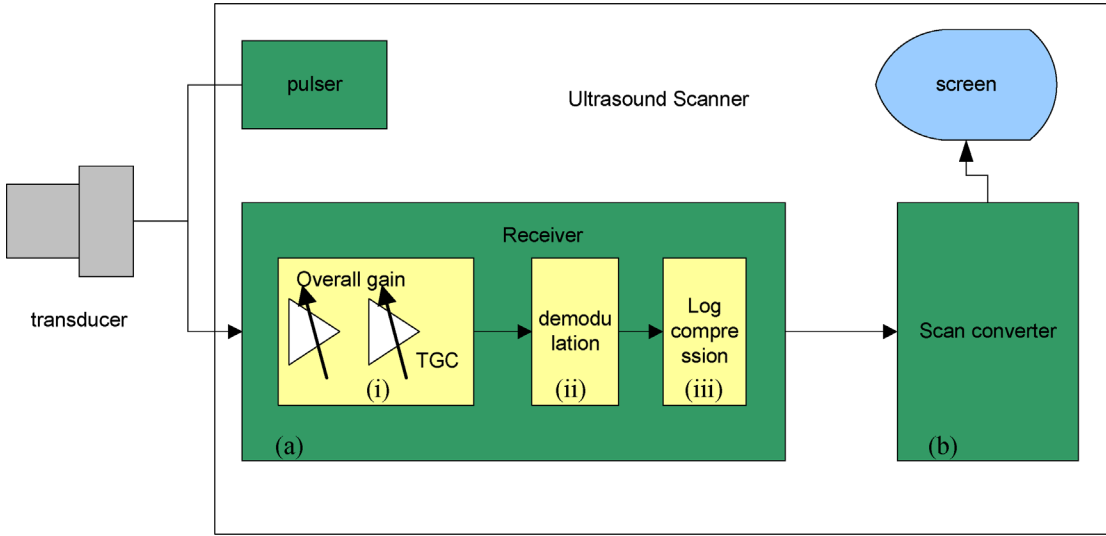 pulser
Ultrasound Scanner
screen
transducer
Receiver
Overall gain
TGC
(i)
demodu
lation
(ii)
Log
compre
ssion
(iii)
(a)
Scan converter
(b)